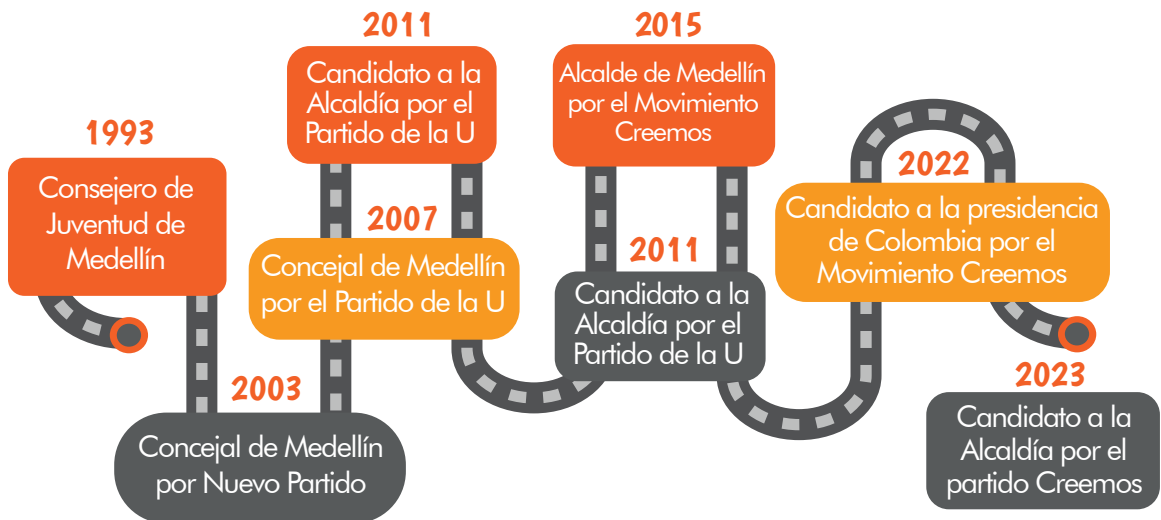 1993
Consejero de
Juventud de
Medellín
2003
Concejal de Medellín
por Nuevo Partido
2007
Concejal de Medellín
por el Partido de la U
2011
Candidato a la
Alcaldía por el
Partido de la U
2011
Candidato a la
Alcaldía por el
Partido de la U
2015
Alcalde de Medellín
por el Movimiento
Creemos
2022
Candidato a la presidencia
de Colombia por el
Movimiento Creemos
2023
Candidato a la
Alcaldía por el
partido Creemos